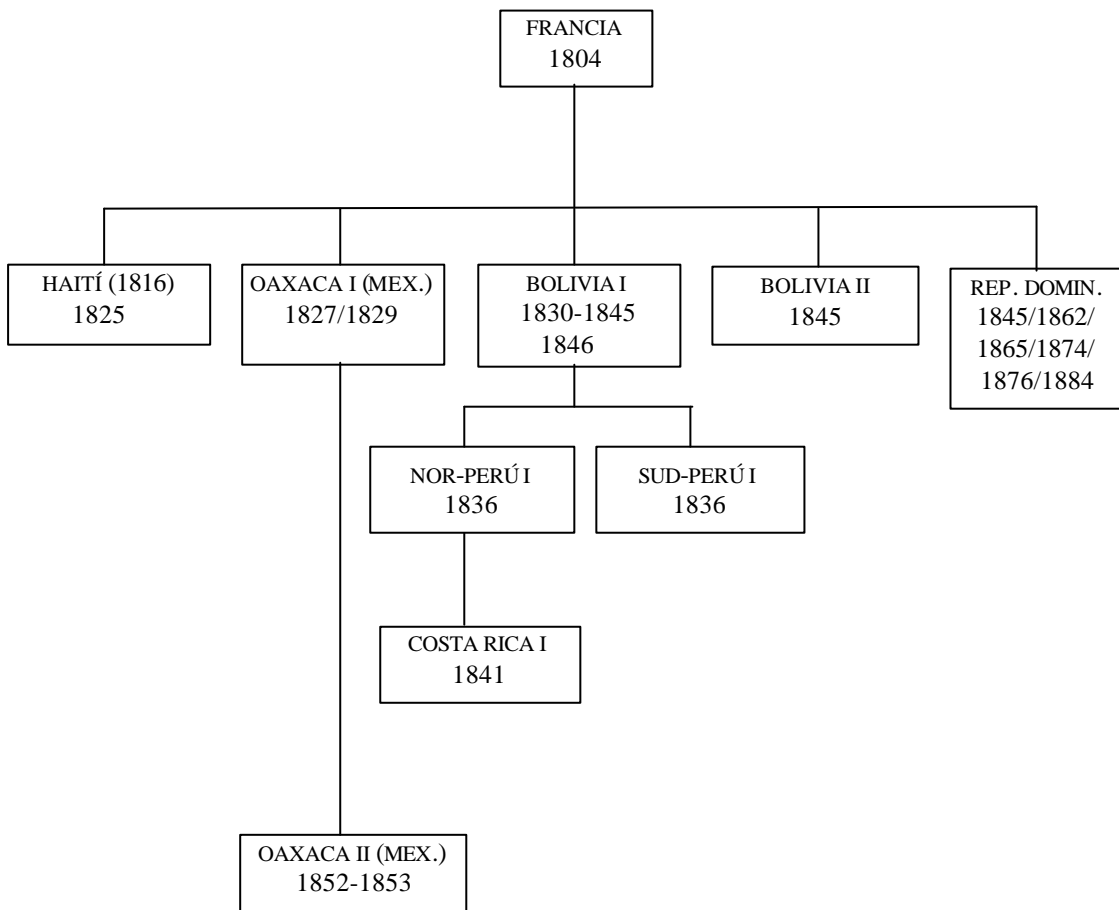 FRANCIA
1804
HAITÍ (1816)
1825
OAXACA I (MEX.)
1827/1829
BOLIVIA I
1830-1845
1846
BOLIVIA II
1845
REP. DOMIN.
1845/1862/
1865/1874/
1876/1884
NOR-PERÚ I
1836
SUD-PERÚ I
1836
COSTA RICA I
1841
OAXACA II (MEX.)
1852-1853